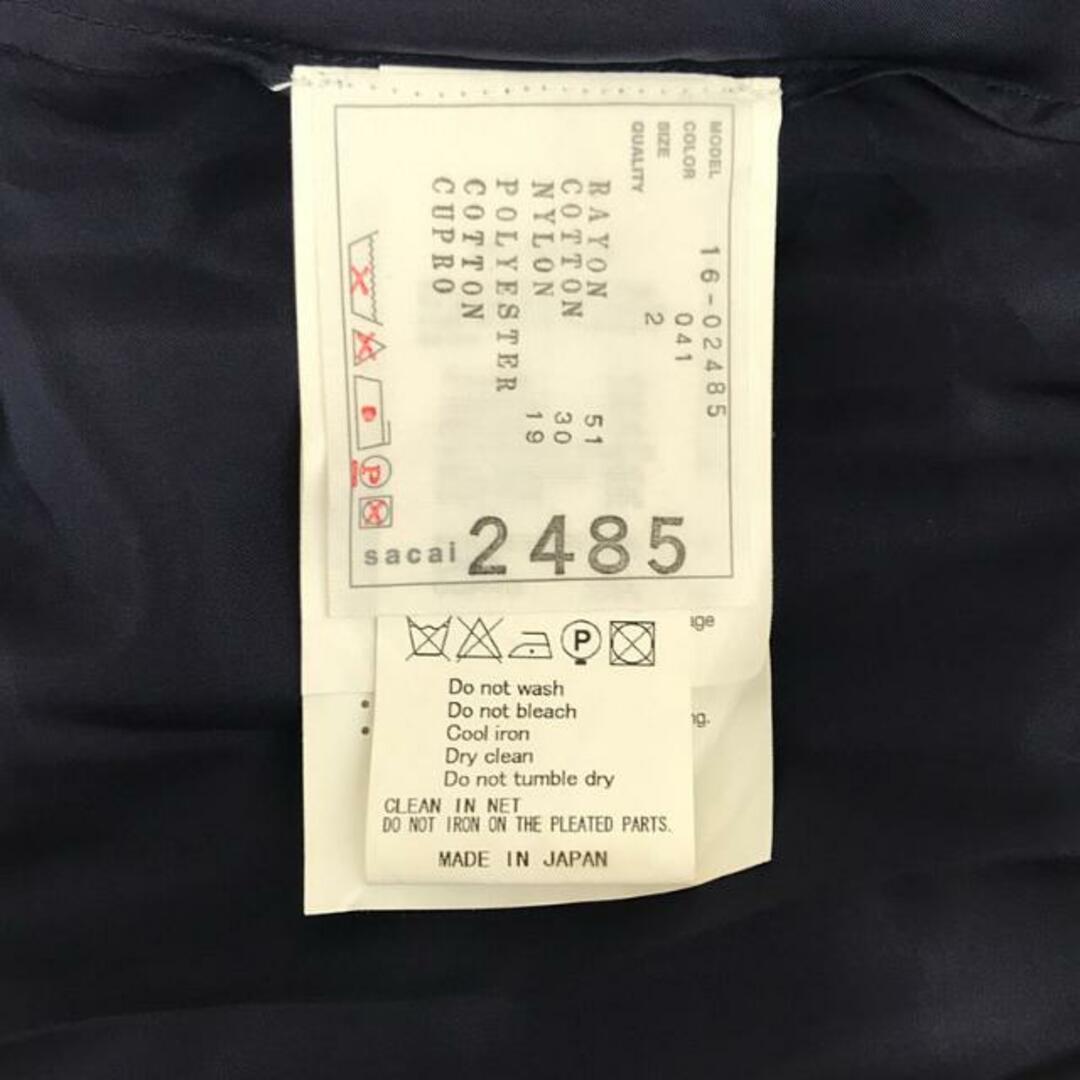 MODEL 16-02485
COLOR 041
SIZE 2
QUALITY
RAYON 51
COTTON 30
NYLON 19
POLYESTER
COTTON
CUPRO
sacai 2485
P
P
Do not wash
Do not bleach
Cool iron
Dry clean
Do not tumble dry
CLEAN IN NET
DO NOT IRON ON THE PLEATED PARTS.
MADE IN JAPAN